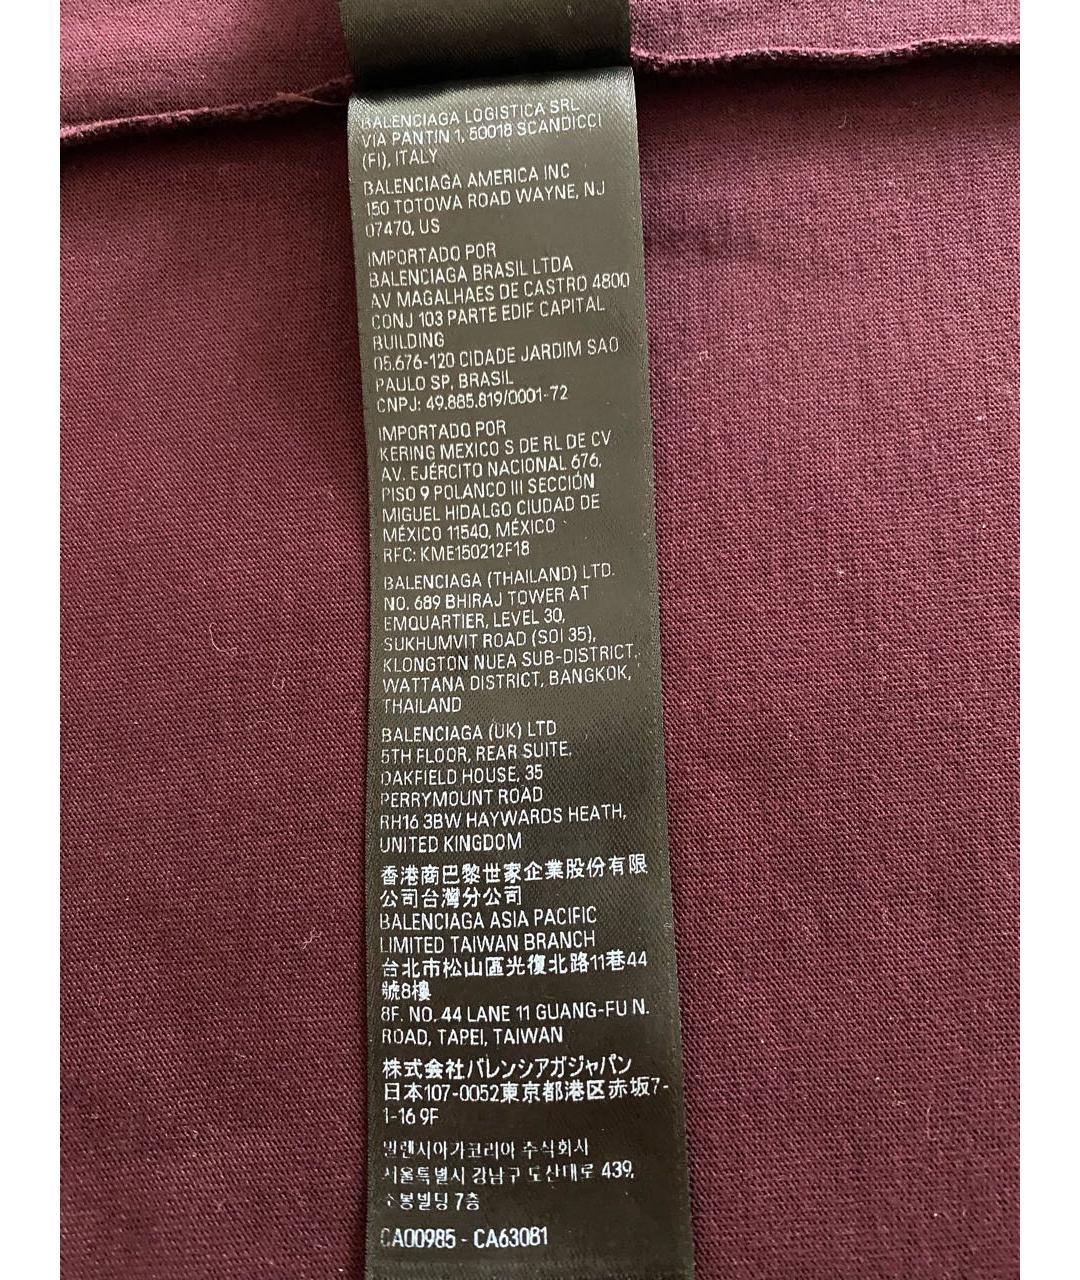 BALENCIAGA LOGISTICA SRL
VIA PANTIN 1, 50018 SCANDICCI
(FI), ITALY
BALENCIAGA AMERICA INC
150 TOTOWA ROAD WAYNE, NJ
07470, US
IMPORTADO POR
BALENCIAGA BRASIL LTDA
AV MAGALHAES DE CASTRO 4800
CONJ 103 PARTE EDIF CAPITAL
BUILDING
05.676-120 CIDADE JARDIM SAO
PAULO SP, BRASIL
CNPJ: 49.885.819/0001-72
IMPORTADO POR
KERING MEXICO S DE RL DE CV
AV. EJÉRCITO NACIONAL 676,
PISO 9 POLANCO III SECCIÓN
MIGUEL HIDALGO CIUDAD DE
MÉXICO 11540, MÉXICO
RFC: KME150212F18
BALENCIAGA (THAILAND) LTD.
NO. 689 BHIRAJ TOWER AT
EMQUARTIER, LEVEL 30,
SUKHUMVIT ROAD (SOI 35),
KLONGTON NUEA SUB-DISTRICT,
WATTANA DISTRICT, BANGKOK,
THAILAND
BALENCIAGA (UK) LTD
5TH FLOOR, REAR SUITE,
OAKFIELD HOUSE, 35
PERRYMOUNT ROAD
RH16 3BW HAYWARDS HEATH,
UNITED KINGDOM
香港商巴黎世家企業股份有限
公司台灣分公司
BALENCIAGA ASIA PACIFIC
LIMITED TAIWAN BRANCH
台北市松山區光復北路11巷44
號8樓
8F. NO. 44 LANE 11 GUANG-FU N.
ROAD, TAPEI, TAIWAN
株式会社バレンシアガジャパン
日本107-0052東京都港区赤坂7-
1-16 9F
발렌시아가코리아 주식회사
서울특별시 강남구 도산대로 439,
7층
CA00985 - CA63081